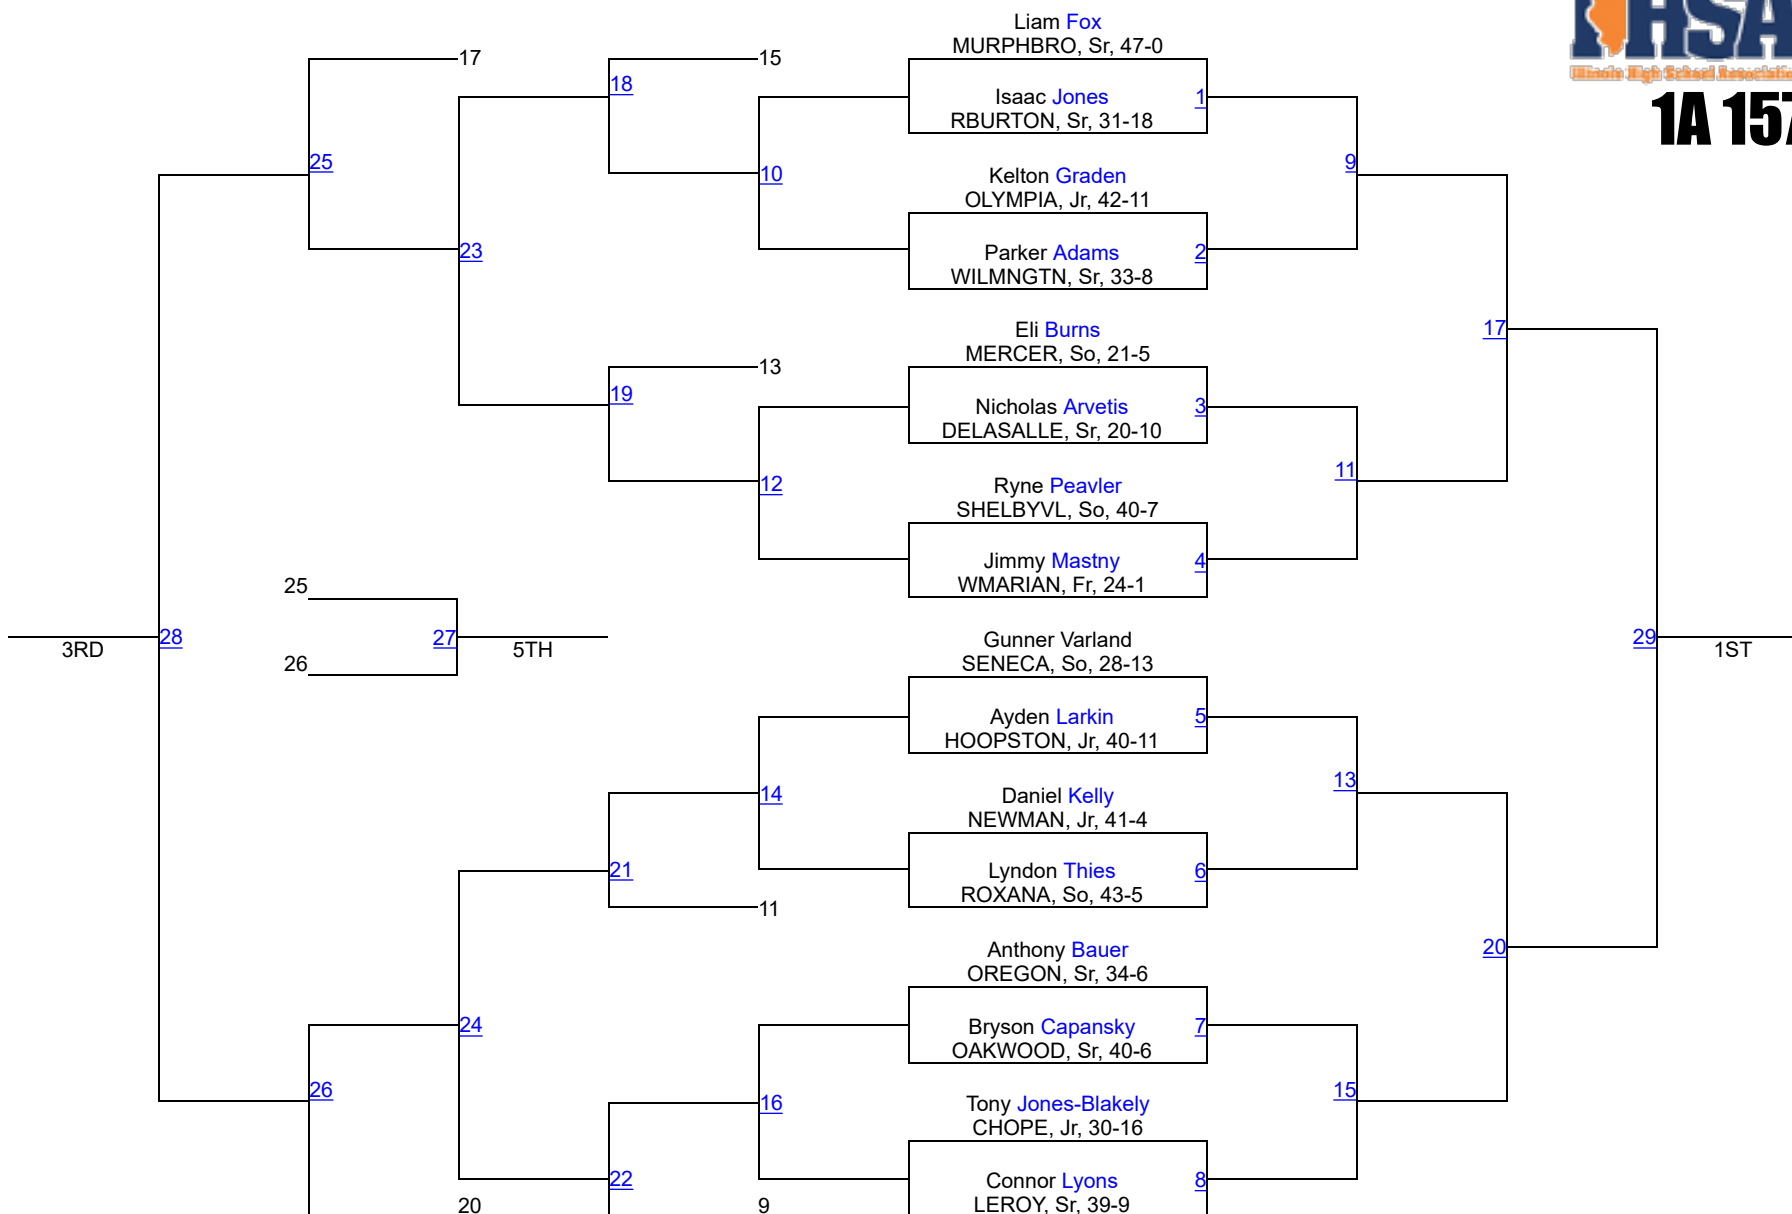 Liam Fox
MURPHBRO, Sr, 47-0
HSA
Illinois High School Association
1A 157
17
15
18
Isaac Jones
RBURTON, Sr, 31-18
1
25
10
Kelton Graden
OLYMPIA, Jr, 42-11
9
23
Parker Adams
WILMNGTN, Sr, 33-8
2
Eli Burns
MERCER, So, 21-5
17
13
19
Nicholas Arvetis
DELASALLE, Sr, 20-10
3
12
Ryne Peavler
SHELBYVL, So, 40-7
11
Jimmy Mastny
WMARIAN, Fr, 24-1
4
25
3RD
28
27
5TH
26
Gunner Varland
SENECA, So, 28-13
29
1ST
Ayden Larkin
HOOPSTON, Jr, 40-11
5
14
Daniel Kelly
NEWMAN, Jr, 41-4
13
21
Lyndon Thies
ROXANA, So, 43-5
6
11
Anthony Bauer
OREGON, Sr, 34-6
20
24
Bryson Capansky
OAKWOOD, Sr, 40-6
7
26
16
Tony Jones-Blakely
CHOPE, Jr, 30-16
15
22
Connor Lyons
LEROY, Sr, 39-9
8
20
9